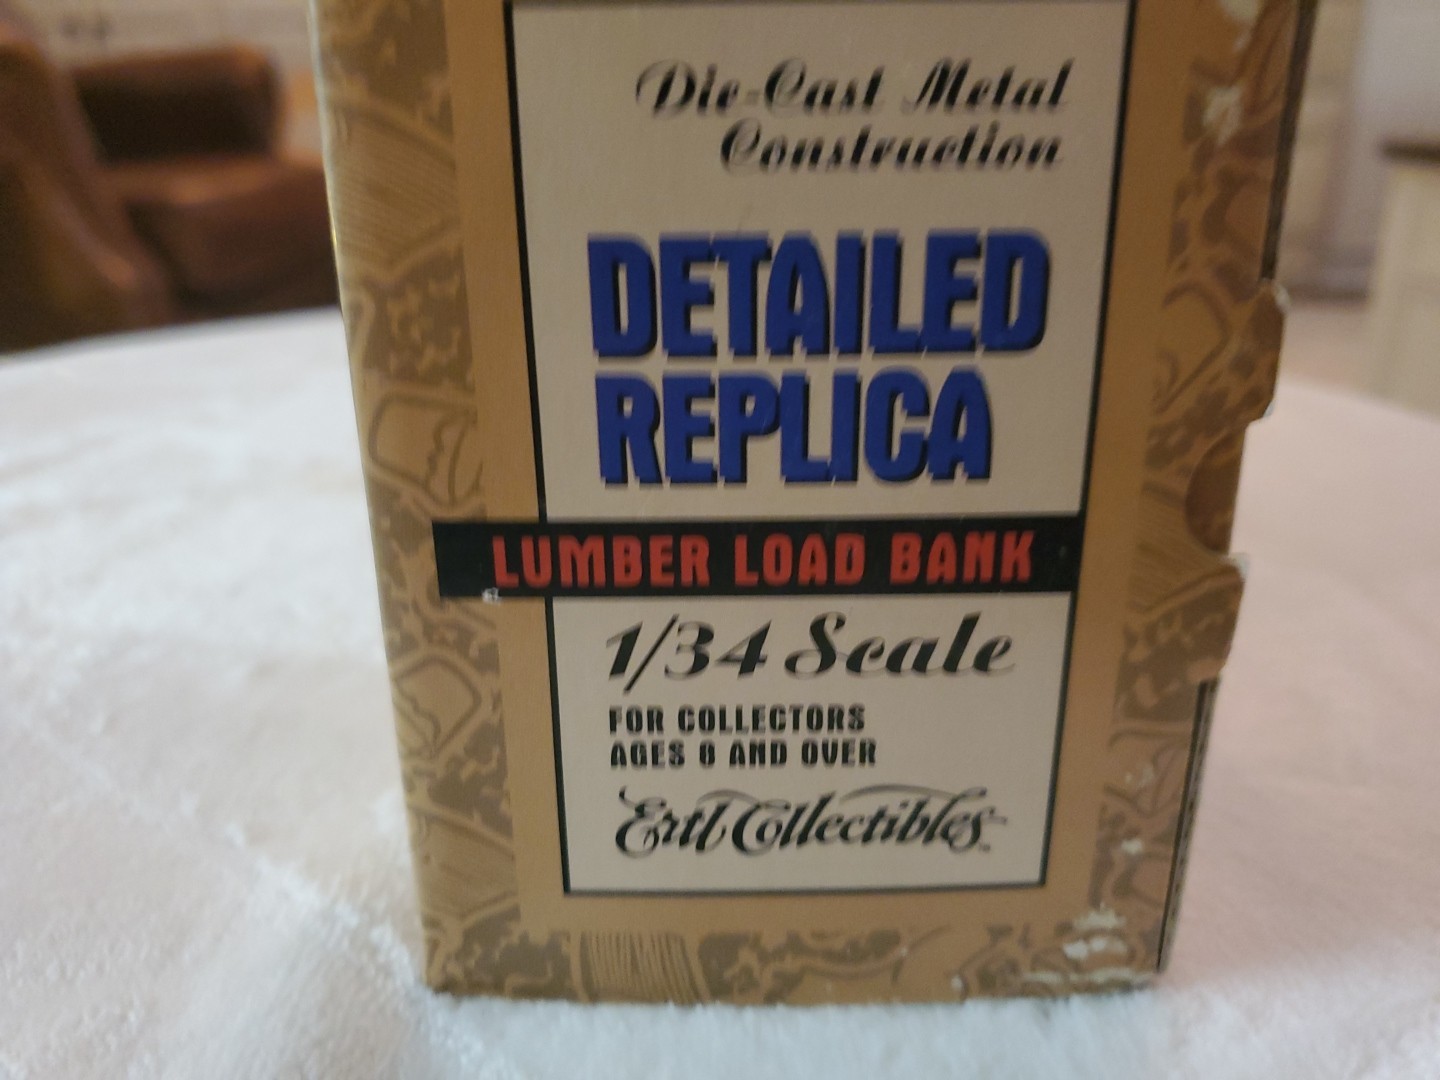 Die-Cast Metal
Construction
DETAILED
REPLICA
LUMBER LOAD BANK
1/34 Scale
FOR COLLECTORS
AGES 8 AND OVER
Ertl Collectibles™